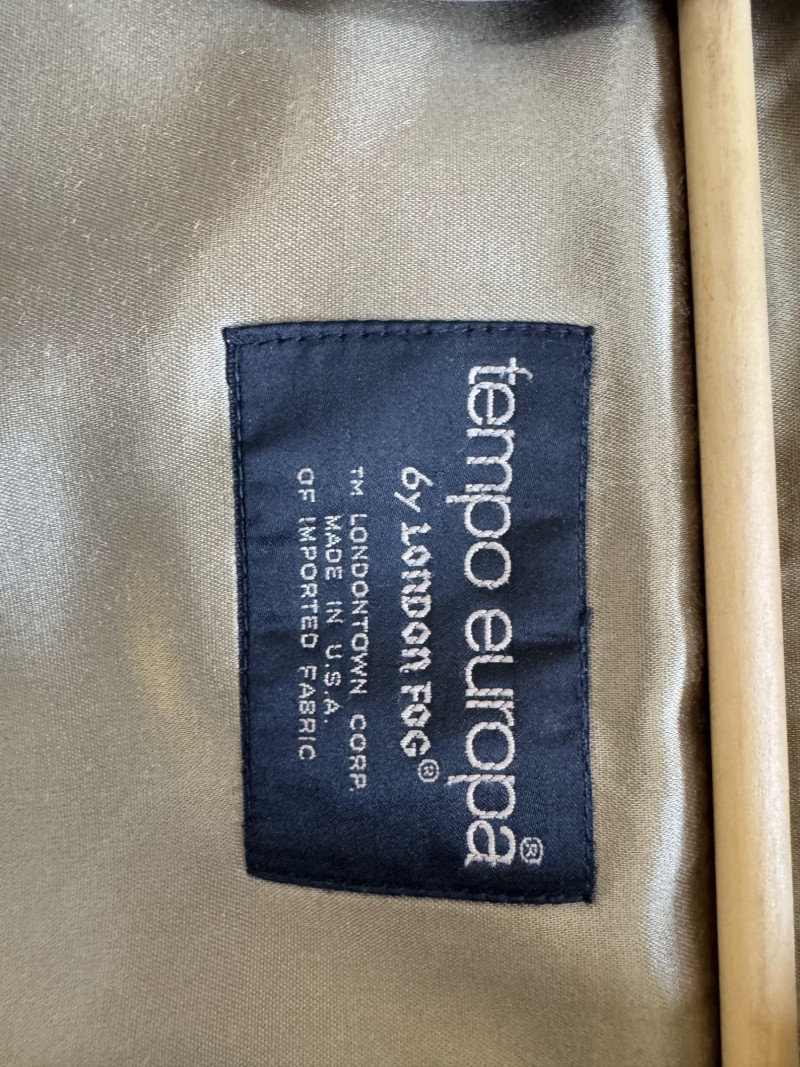 tempo europa®
by LONDON FOG®
TM LONDONTOWN CORP.
MADE IN U.S.A.
OF IMPORTED FABRIC